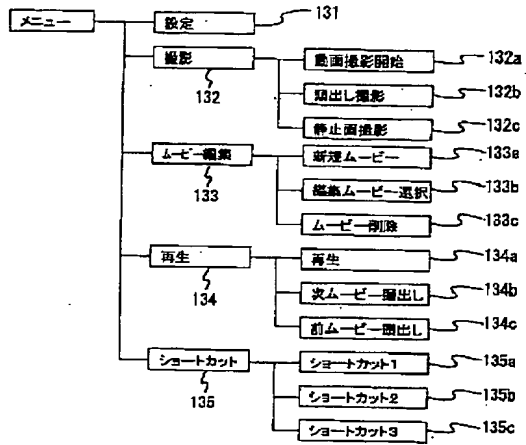 メニュー
設定
131
撮影
132
動画撮影開始
132a
頭出し撮影
132b
静止画撮影
132c
ムービー編集
133
新規ムービー
133a
編集ムービー選択
133b
ムービー削除
133c
再生
134
再生
134a
次ムービー頭出し
134b
前ムービー頭出し
134c
ショートカット
135
ショートカット1
135a
ショートカット2
135b
ショートカット3
135c